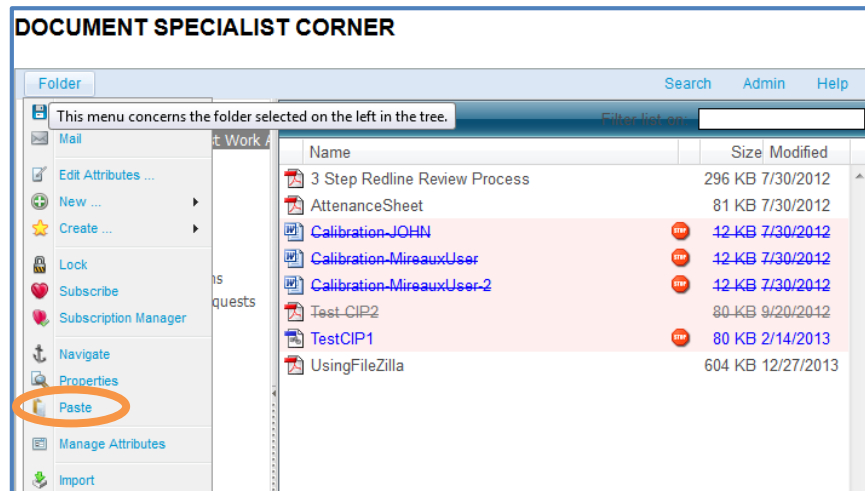 DOCUMENT SPECIALIST CORNER
Folder Search Admin Help
This menu concerns the folder selected on the left in the tree.
Filter list on:
Mail
st Work A
Name Size Modified
Edit Attributes ...
New ...
Create ...
Lock
Subscribe
Subscription Manager
Navigate
Properties
Paste
Manage Attributes
Import
ns
quests
3 Step Redline Review Process 296 KB 7/30/2012
AttenanceSheet 81 KB 7/30/2012
Calibration-JOHN STOP 12 KB 7/30/2012
Calibration-MireauxUser STOP 12 KB 7/30/2012
Calibration-MireauxUser-2 STOP 12 KB 7/30/2012
Test CIP2 80 KB 9/20/2012
TestCIP1 STOP 80 KB 2/14/2013
UsingFileZilla 604 KB 12/27/2013